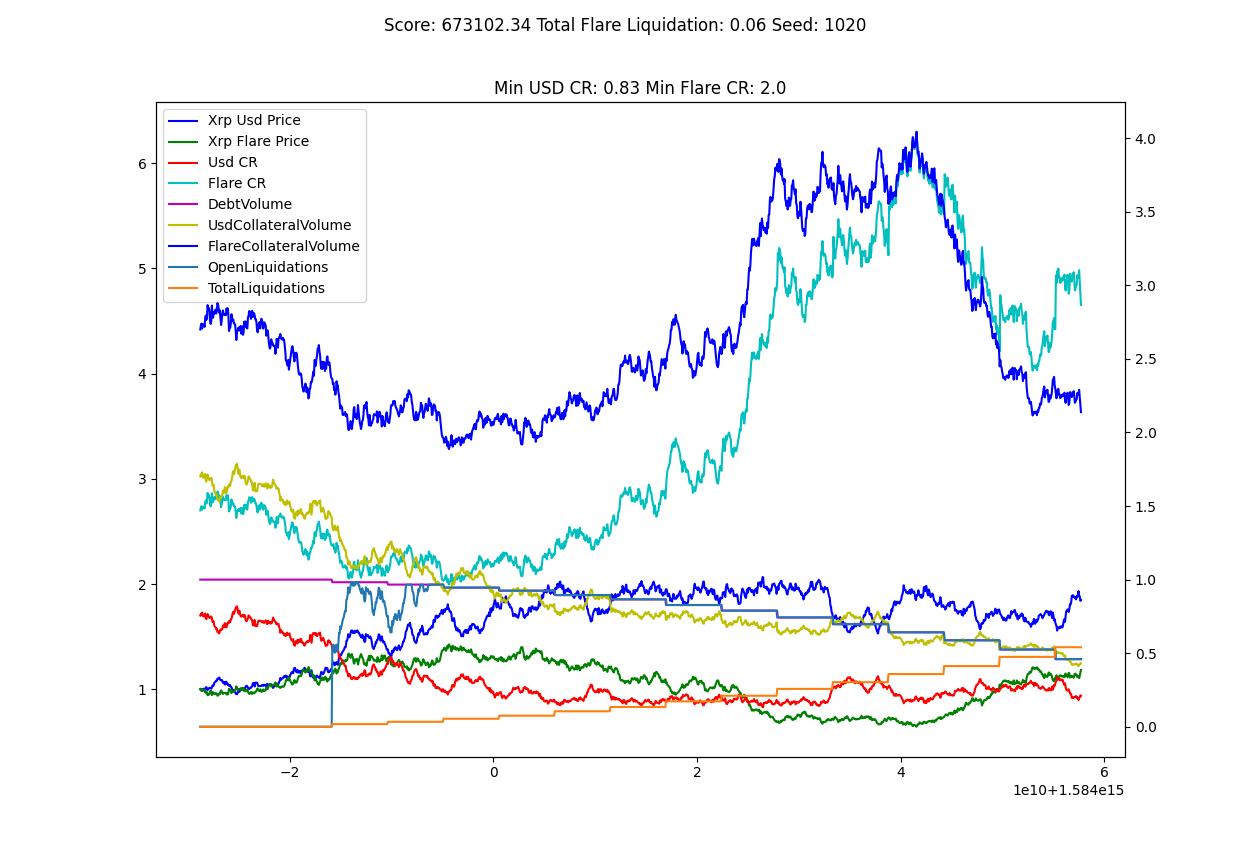 Score: 673102.34 Total Flare Liquidation: 0.06 Seed: 1020
Min USD CR: 0.83 Min Flare CR: 2.0
Xrp Usd Price
Xrp Flare Price
Usd CR
Flare CR
DebtVolume
UsdCollateralVolume
FlareCollateralVolume
OpenLiquidations
TotalLiquidations
6
5
4
3
2
1
4.0
3.5
3.0
2.5
2.0
1.5
1.0
0.5
0.0
−2
0
2
4
6
1e10+1.584e15